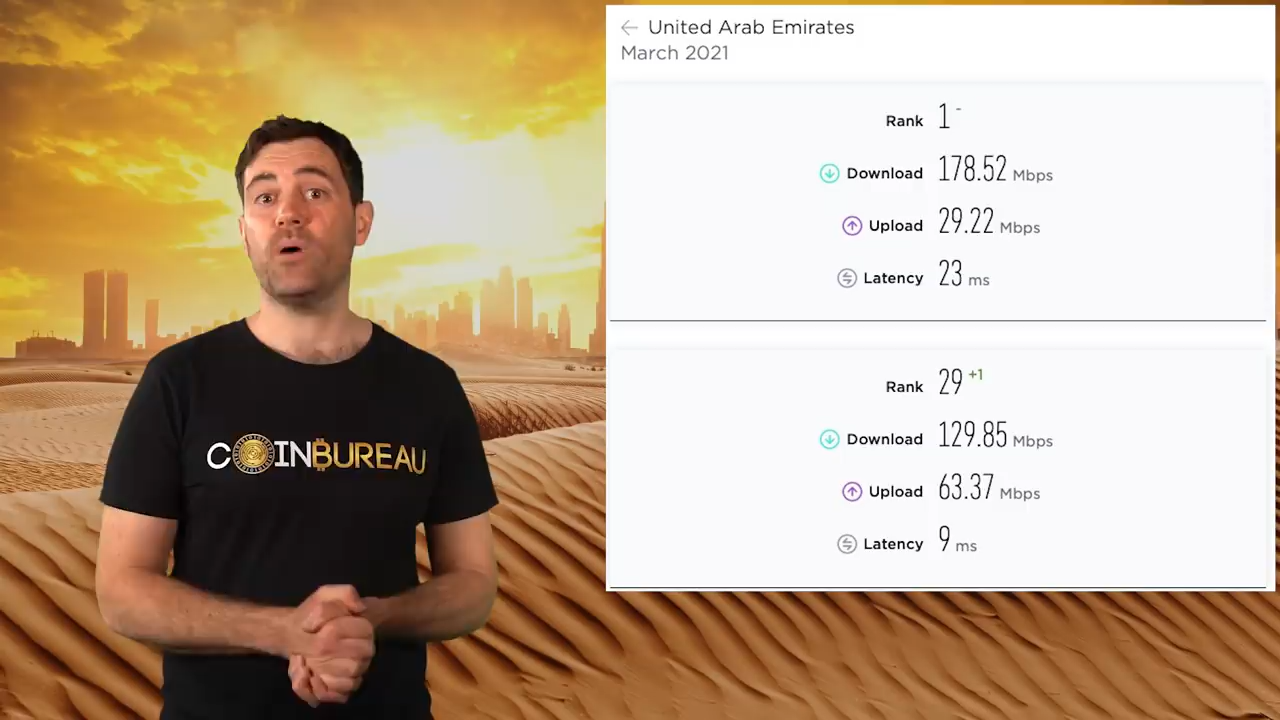 ← United Arab Emirates
March 2021
Rank 1 -
Download 178.52 Mbps
Upload 29.22 Mbps
Latency 23 ms
Rank 29 +1
Download 129.85 Mbps
Upload 63.37 Mbps
Latency 9 ms
COINBUREAU